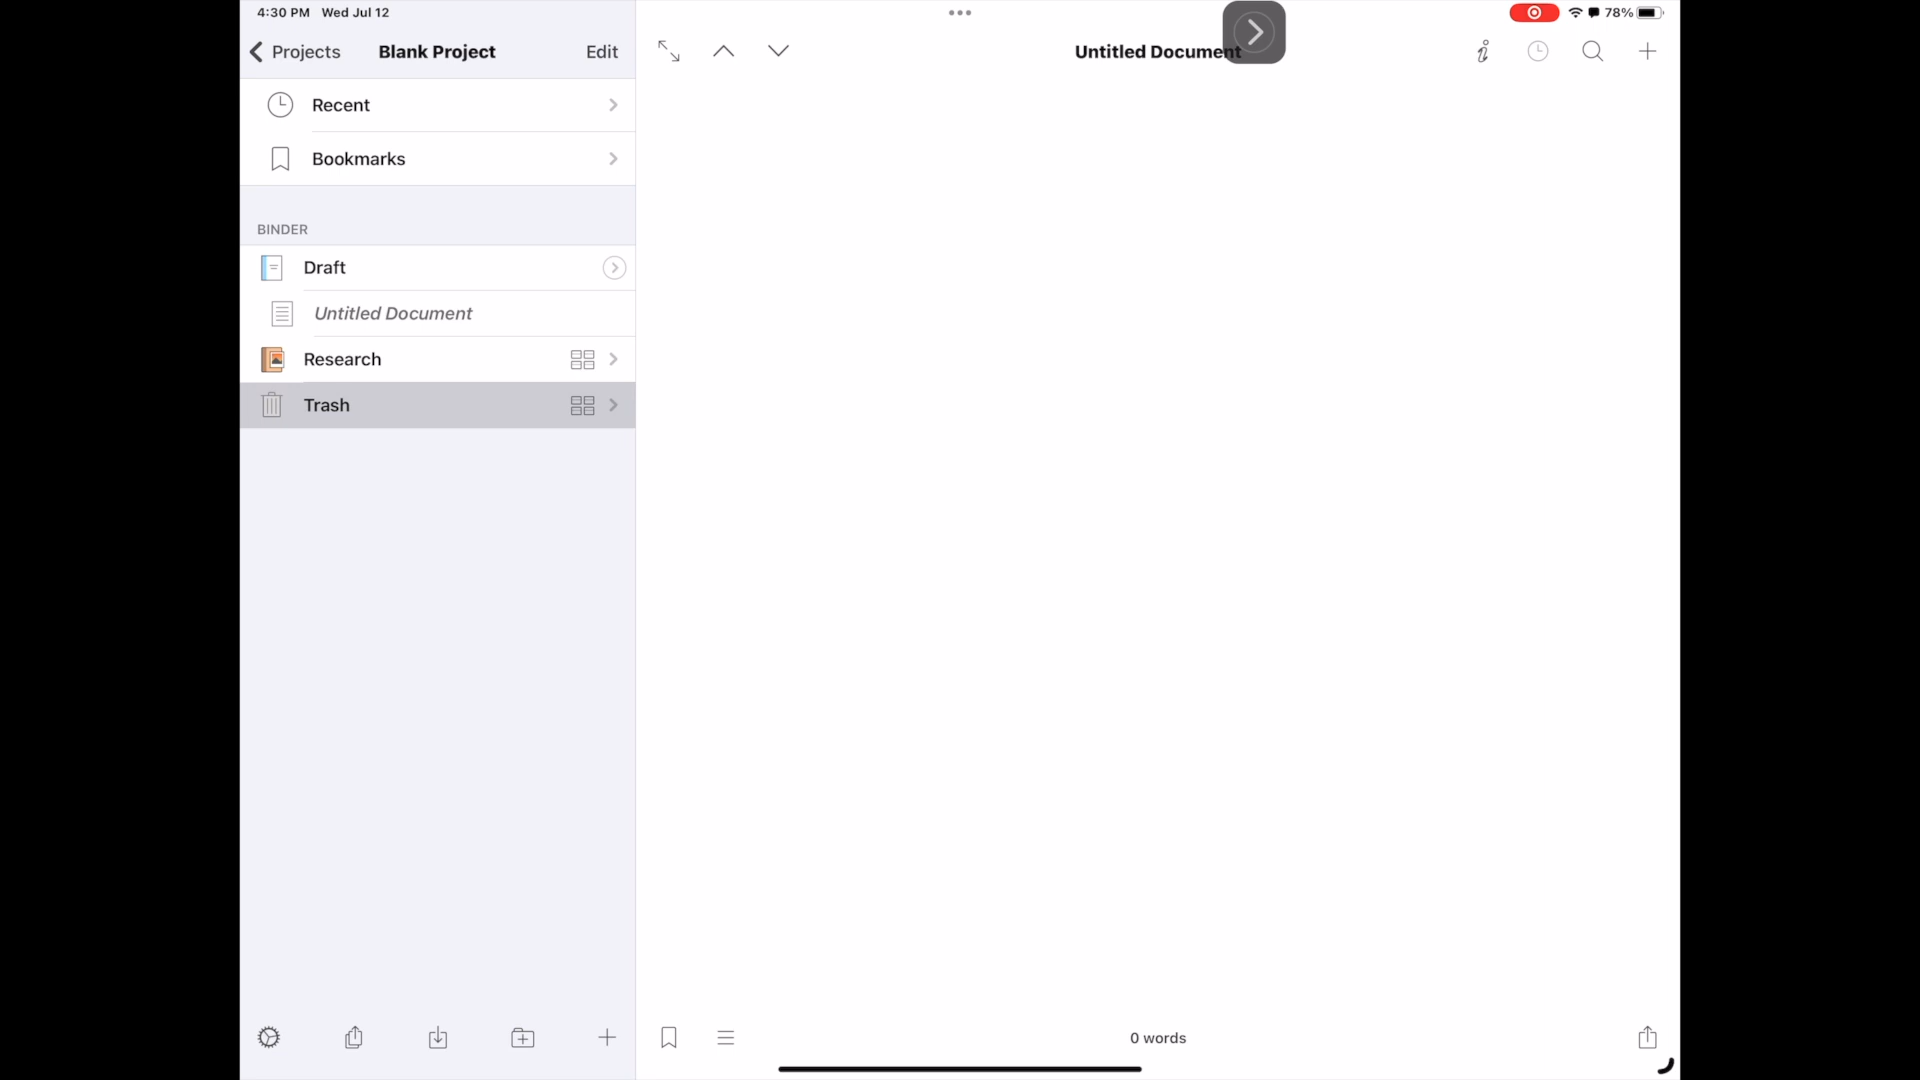 4:30 PM Wed Jul 12
78%
Projects
Blank Project
Edit
Untitled Document
Recent
Bookmarks
BINDER
Draft
Untitled Document
Research
Trash
0 words